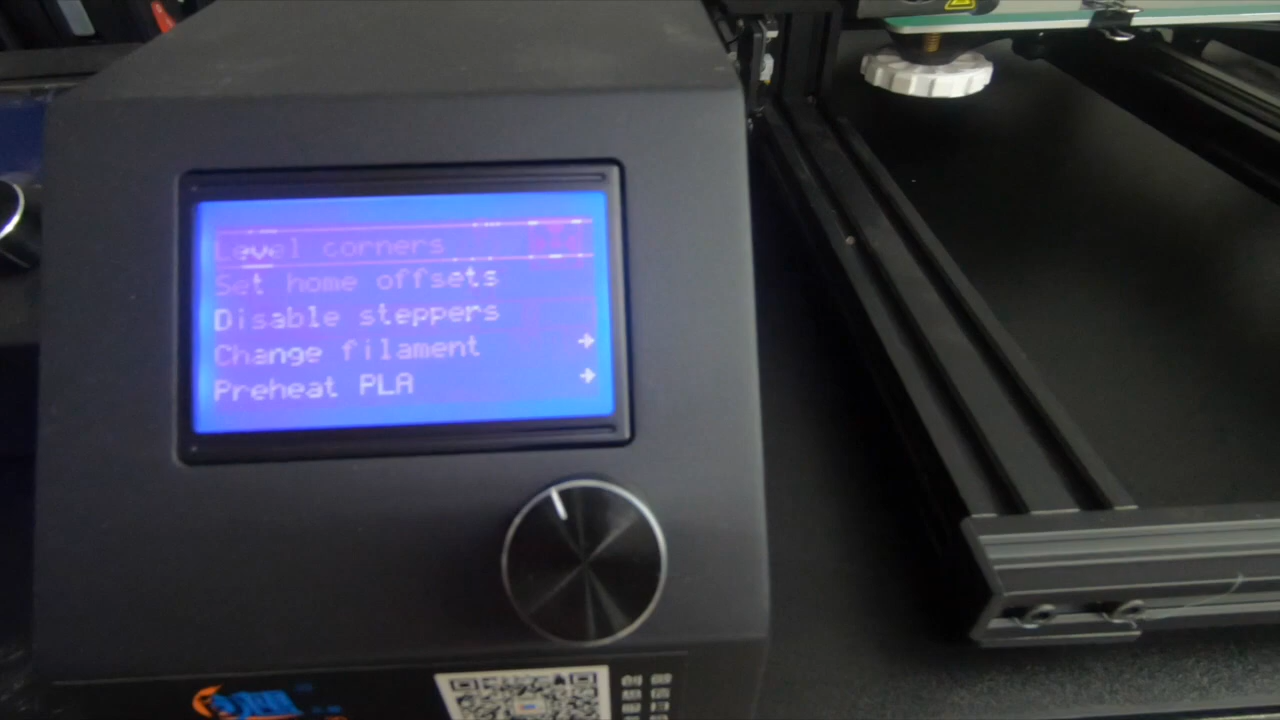 Level corners
Set home offsets
Disable steppers
Change filament
Preheat PLA